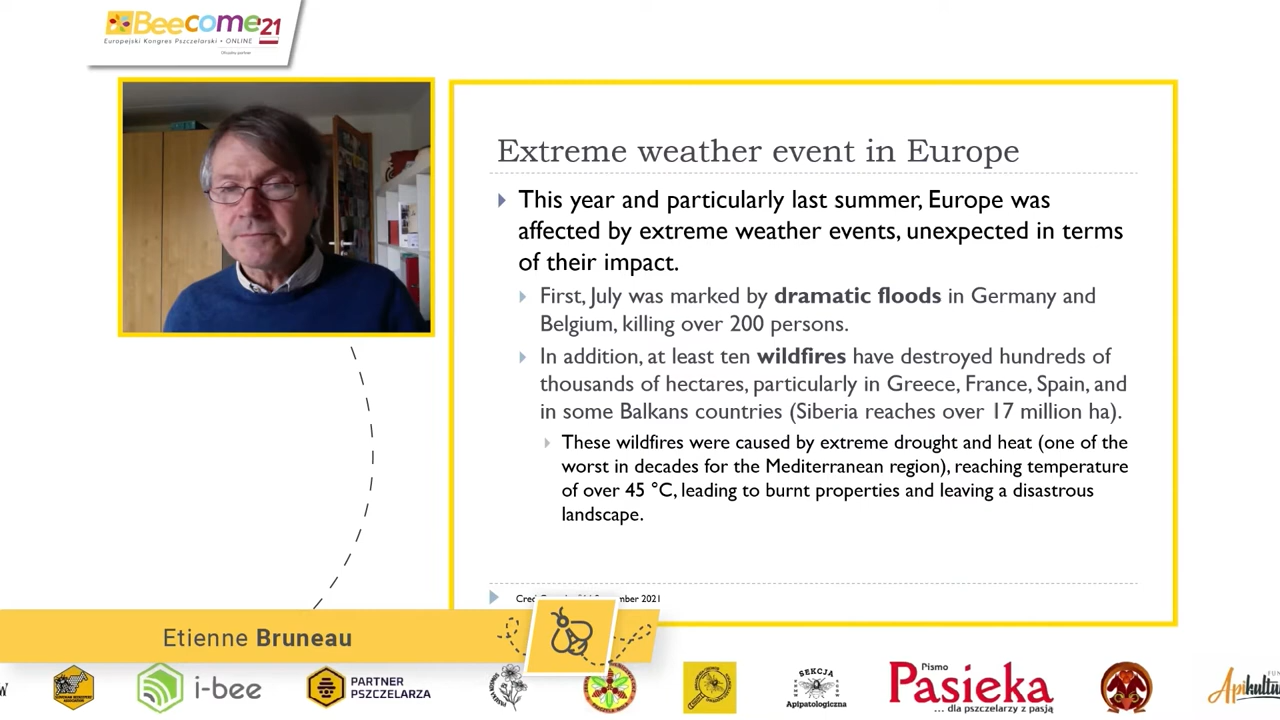 Beecome'21
Europejski Kongres Pszczelarski • ONLINE
Extreme weather event in Europe
This year and particularly last summer, Europe was
affected by extreme weather events, unexpected in terms
of their impact.
First, July was marked by dramatic floods in Germany and
Belgium, killing over 200 persons.
In addition, at least ten wildfires have destroyed hundreds of
thousands of hectares, particularly in Greece, France, Spain, and
in some Balkans countries (Siberia reaches over 17 million ha).
These wildfires were caused by extreme drought and heat (one of the
worst in decades for the Mediterranean region), reaching temperature
of over 45 °C, leading to burnt properties and leaving a disastrous
landscape.
2021
Etienne Bruneau
i-bee
PARTNER
PSZCZELARZA
SEKCJA
Apipatologiczna
Pismo
Pasieka
... dla pszczelarzy z pasją